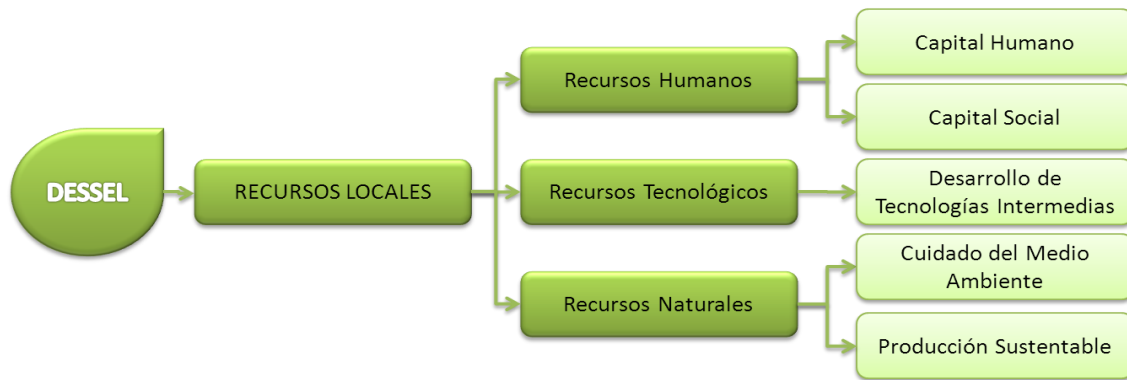 DESSEL
RECURSOS LOCALES
Recursos Humanos
Capital Humano
Capital Social
Recursos Tecnológicos
Desarrollo de
Tecnologías Intermedias
Recursos Naturales
Cuidado del Medio
Ambiente
Producción Sustentable